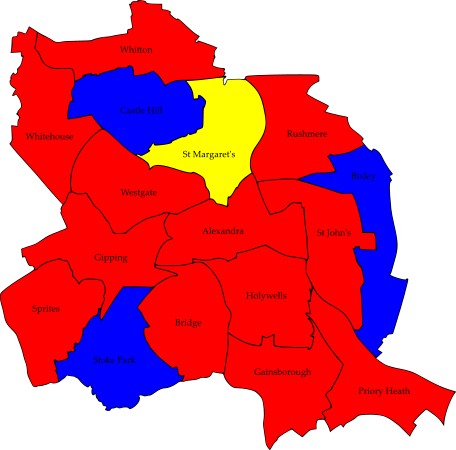 Whitton
Castle Hill
Whitehouse
Rushmere
St Margaret's
Bixley
Westgate
Alexandra
St John's
Gipping
Holywells
Sprites
Bridge
Stoke Park
Gainsborough
Priory Heath